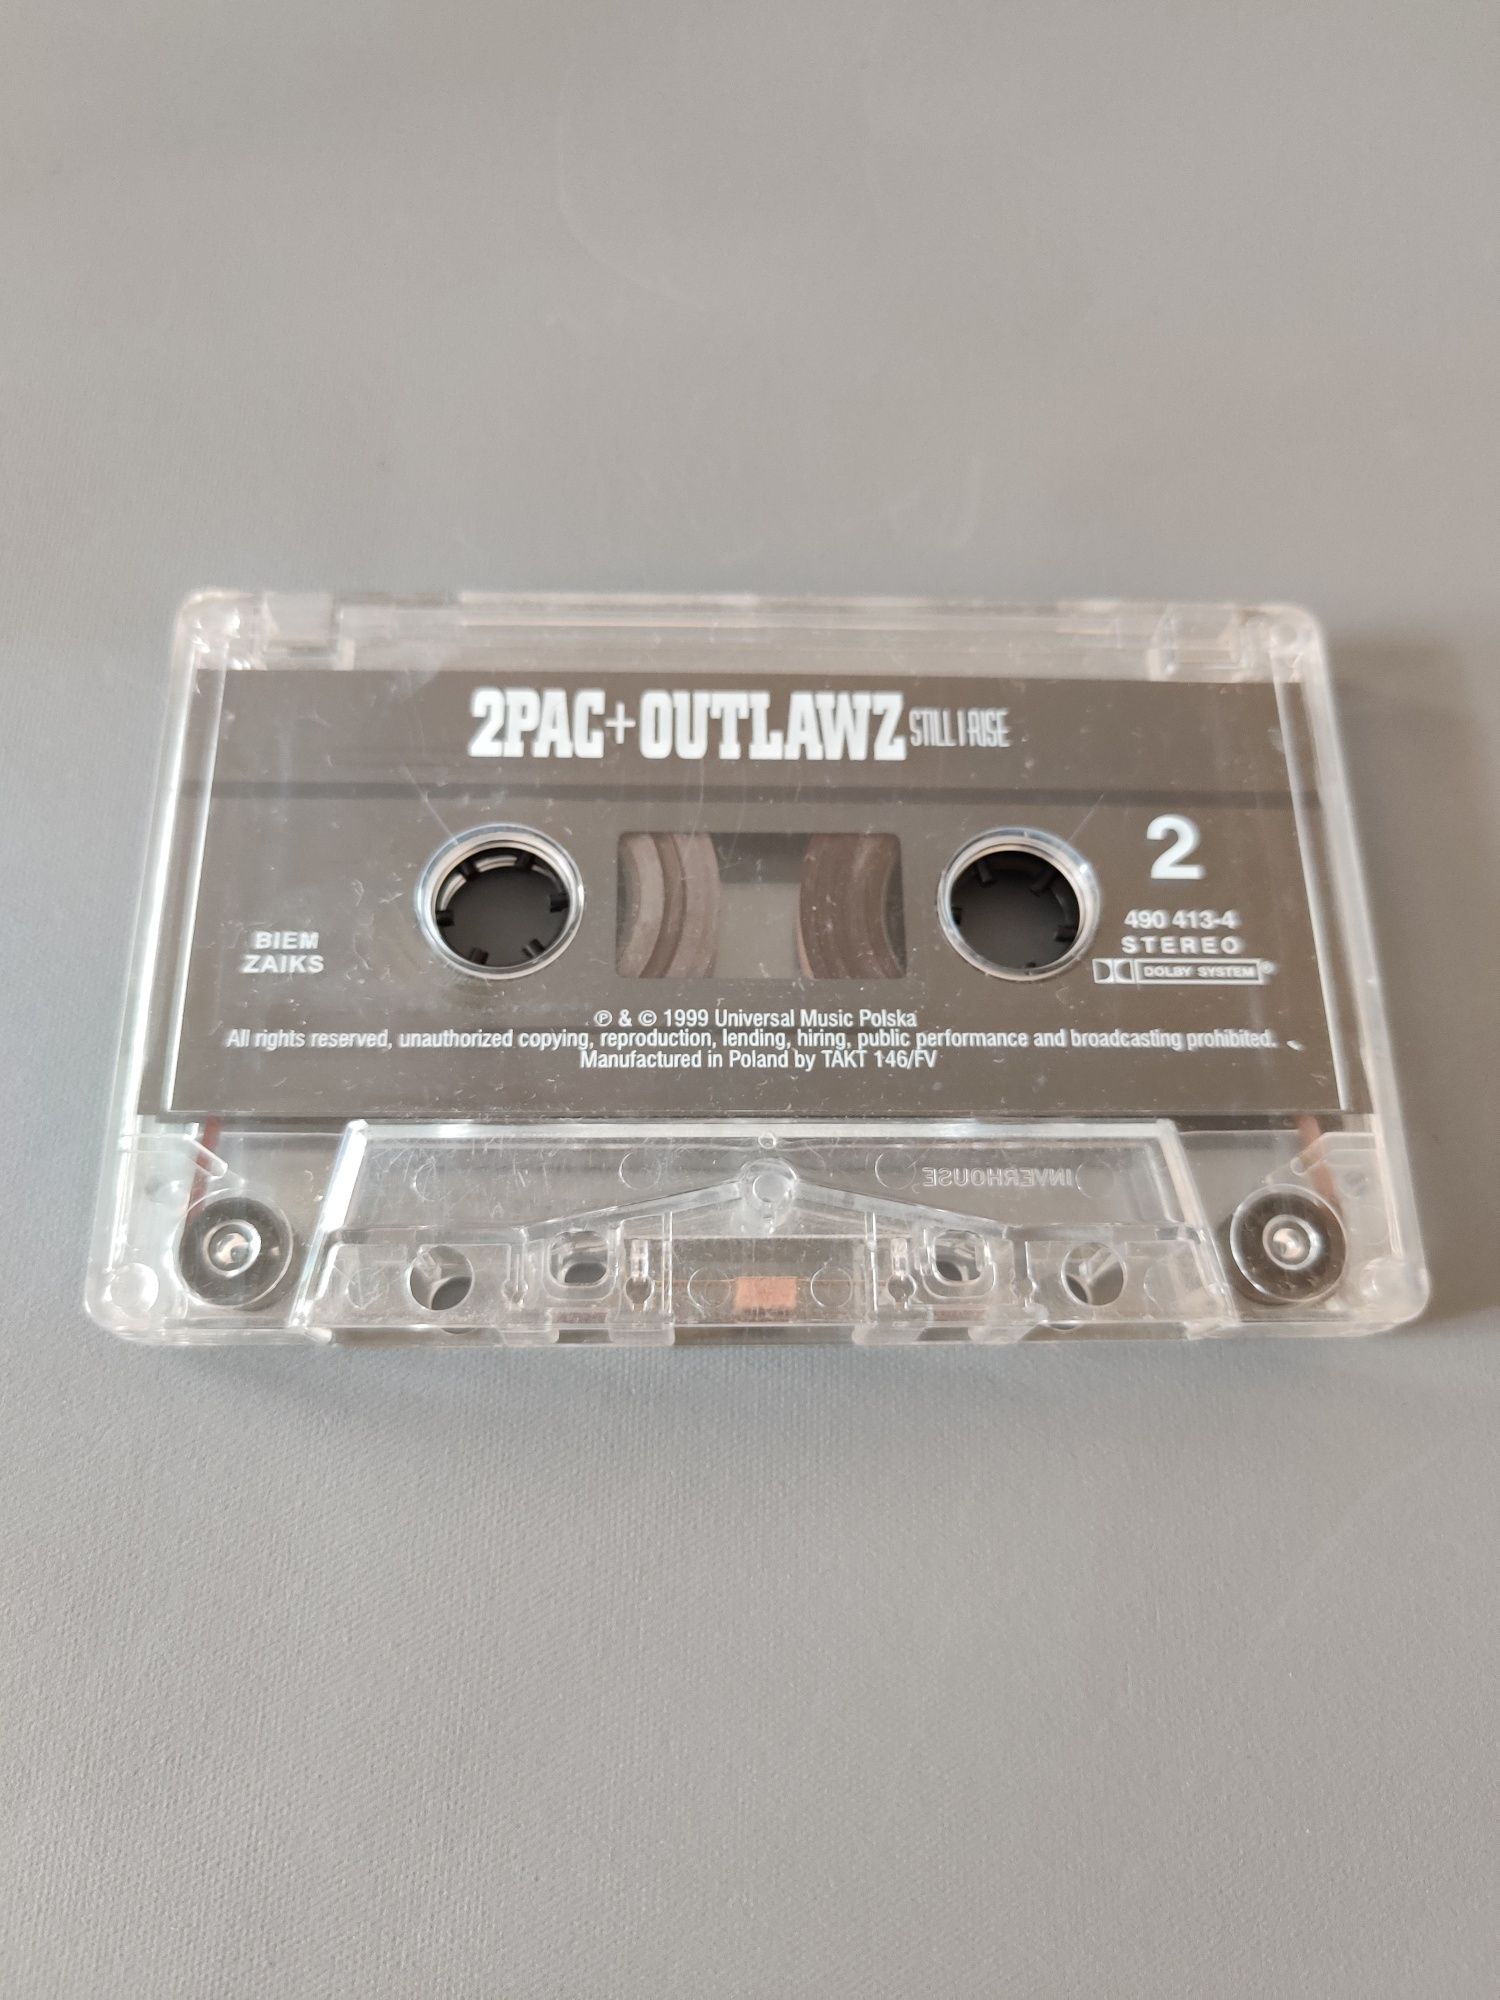 2PAC+OUTLAWZ STILL I RISE
2
490 413-4
STEREO
DOLBY SYSTEM®
BIEM
ZAIKS
℗ & © 1999 Universal Music Polska
All rights reserved, unauthorized copying, reproduction, lending, hiring, public performance and broadcasting prohibited.
Manufactured in Poland by TAKT 146/FV
INVERHOUSE